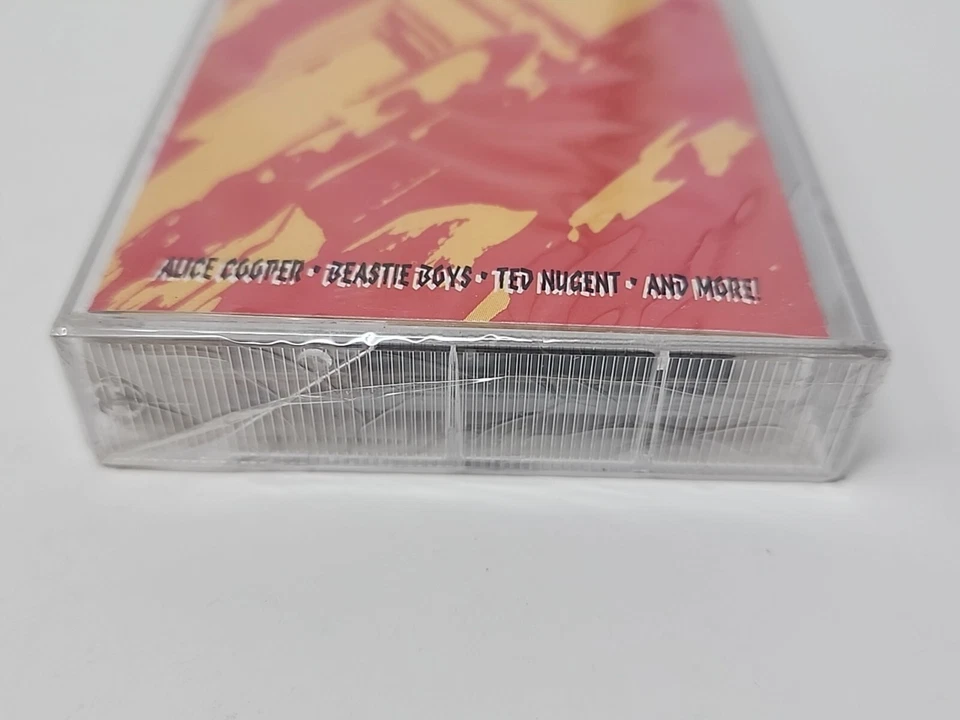 ALICE COOPER • BEASTIE BOYS • TED NUGENT • AND MORE!